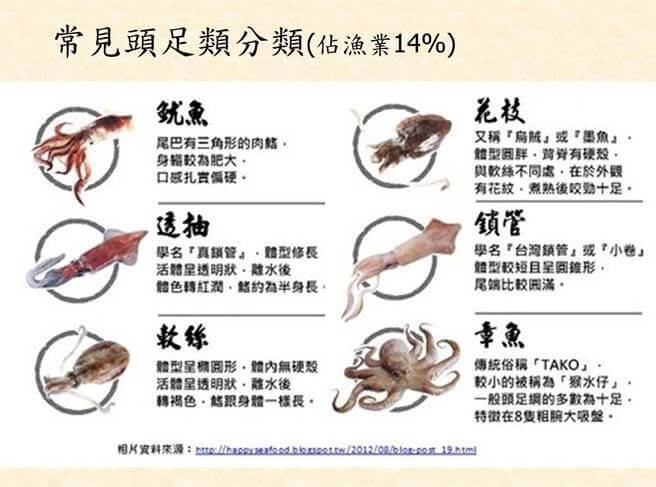 常見頭足類分類(佔漁業14%)
魷魚
尾巴有三角形的肉鰭，
身軀較為肥大，
口感扎實偏硬。
花枝
又稱『烏賊』或『墨魚』，
體型圓胖，背脊有硬殼，
與軟絲不同處，在於外觀
有花紋，煮熟後咬勁十足。
透抽
學名『真鎖管』，體型修長
活體呈透明狀，離水後
體色轉紅潤，鰭約為半身長。
鎖管
學名『台灣鎖管』或『小卷』
體型較短且呈圓錐形，
尾端比較圓滿。
軟絲
體型呈橢圓形，體內無硬殼
活體呈透明狀，離水後
轉褐色，鰭跟身體一樣長。
章魚
傳統俗稱「TAKO」，
較小的被稱為「猴水仔」。
一般頭足綱的多數為十足，
特徵在8隻粗腕大吸盤。
相片資料來源：http://happyseafood.blogspot.tw/2012/08/blog-post_19.html